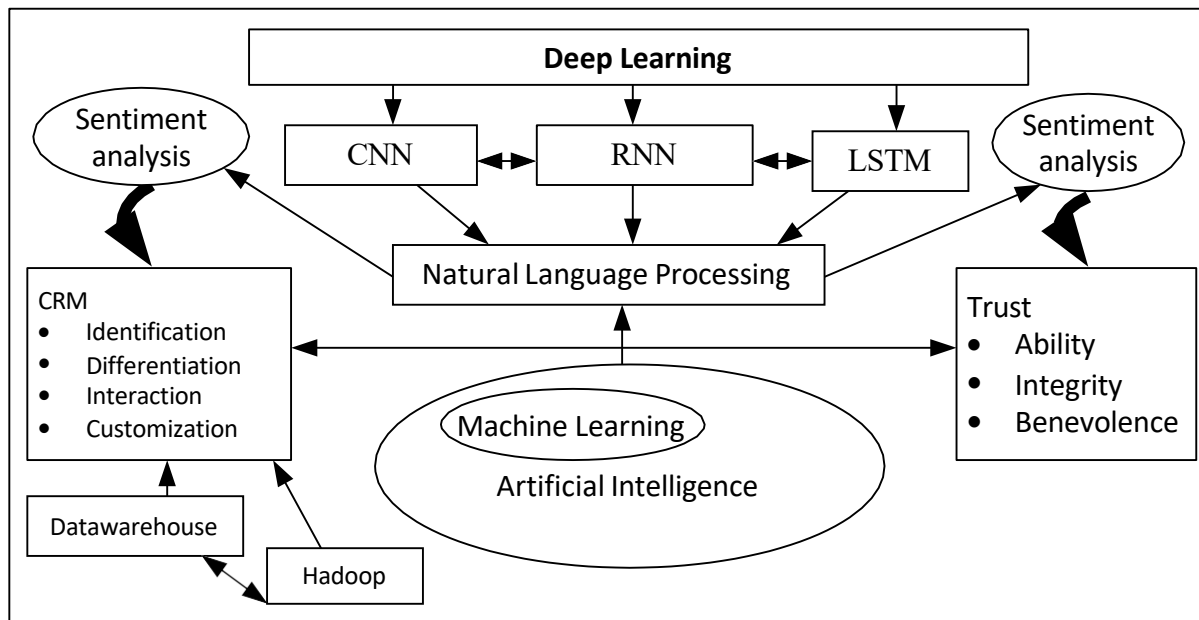 Deep Learning
Sentiment
analysis
CNN
RNN
LSTM
Sentiment
analysis
Natural Language Processing
CRM
• Identification
• Differentiation
• Interaction
• Customization
Trust
• Ability
• Integrity
• Benevolence
Machine Learning
Artificial Intelligence
Datawarehouse
Hadoop